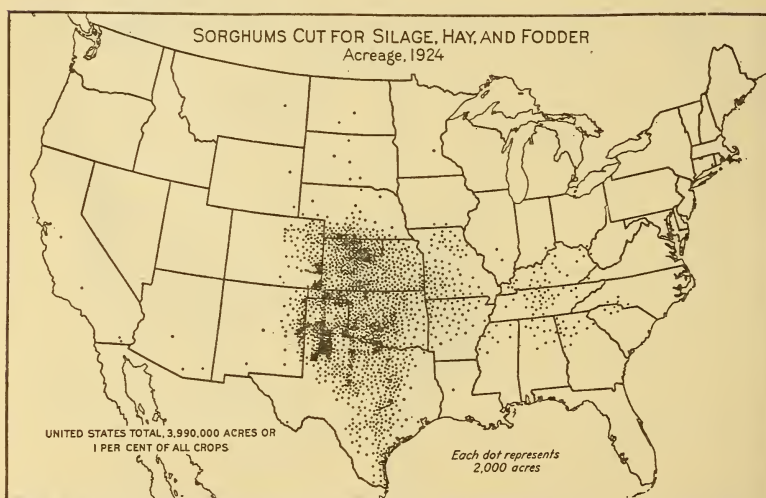 SORGHUMS CUT FOR SILAGE, HAY, AND FODDER
Acreage, 1924
UNITED STATES TOTAL, 3,990,000 ACRES OR
1 PER CENT OF ALL CROPS
Each dot represents
2,000 acres